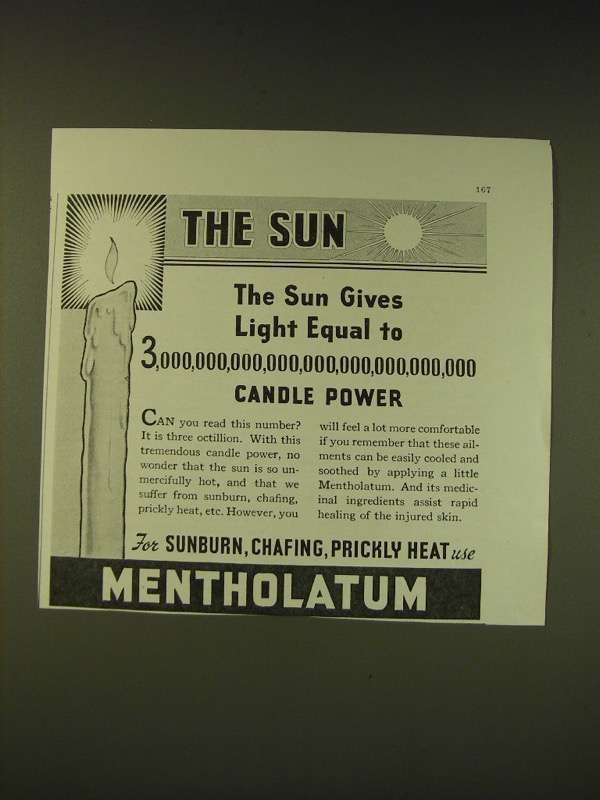 167
THE SUN
The Sun Gives
Light Equal to
3,000,000,000,000,000,000,000,000,000
CANDLE POWER
CAN you read this number?
It is three octillion. With this
tremendous candle power, no
wonder that the sun is so un-
mercifully hot, and that we
suffer from sunburn, chafing,
prickly heat, etc. However, you
will feel a lot more comfortable
if you remember that these ail-
ments can be easily cooled and
soothed by applying a little
Mentholatum. And its medic-
inal ingredients assist rapid
healing of the injured skin.
For SUNBURN, CHAFING, PRICKLY HEAT use
MENTHOLATUM